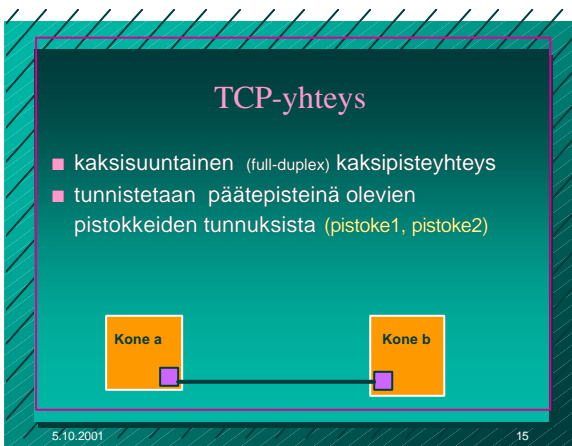 TCP-yhteys
kaksisuuntainen (full-duplex) kaksipisteyhteys
tunnistetaan päätepisteinä olevien
pistokkeiden tunnuksista (pistoke1, pistoke2)
Kone a
Kone b
5.10.2001
15